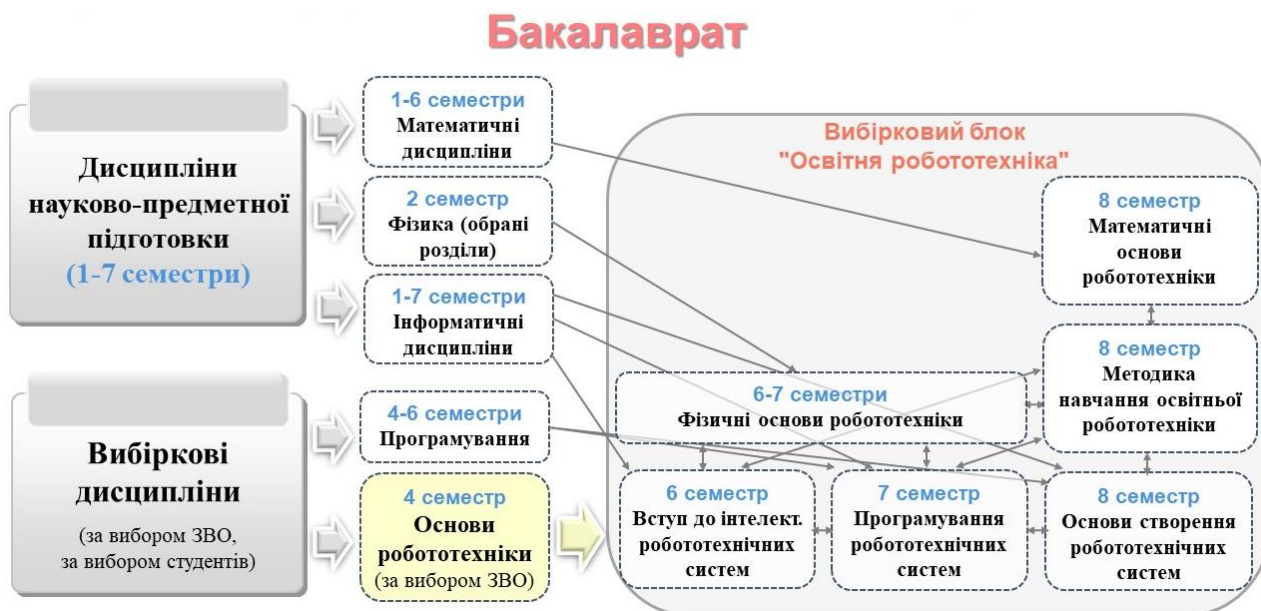 Бакалаврат
Дисципліни
науково-предметної
підготовки
(1-7 семестри)
Вибіркові
дисципліни
(за вибором ЗВО,
за вибором студентів)
1-6 семестри
Математичні
дисципліни
2 семестр
Фізика (обрані
розділи)
1-7 семестри
Інформатичні
дисципліни
4-6 семестри
Програмування
4 семестр
Основи
робототехніки
(за вибором ЗВО)
Вибірковий блок
"Освітня робототехніка"
8 семестр
Математичні
основи
робототехніки
8 семестр
Методика
навчання освітньої
робототехніки
6-7 семестри
Фізичні основи робототехніки
6 семестр
Вступ до інтелект.
робототехнічних
систем
7 семестр
Програмування
робототехнічних
систем
8 семестр
Основи створення
робототехнічних
систем